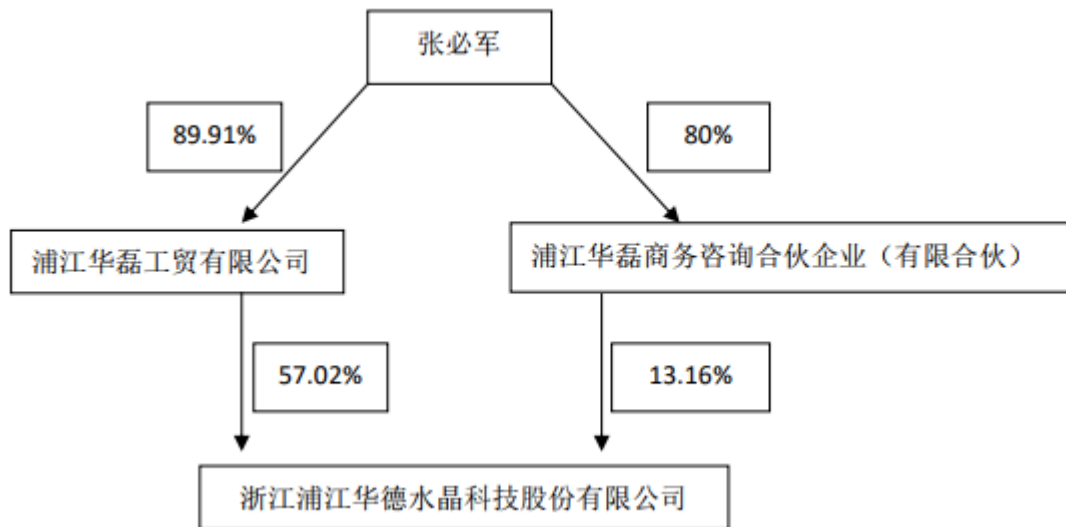 张必军
89.91%
80%
浦江华磊工贸有限公司
浦江华磊商务咨询合伙企业（有限合伙）
57.02%
13.16%
浙江浦江华德水晶科技股份有限公司